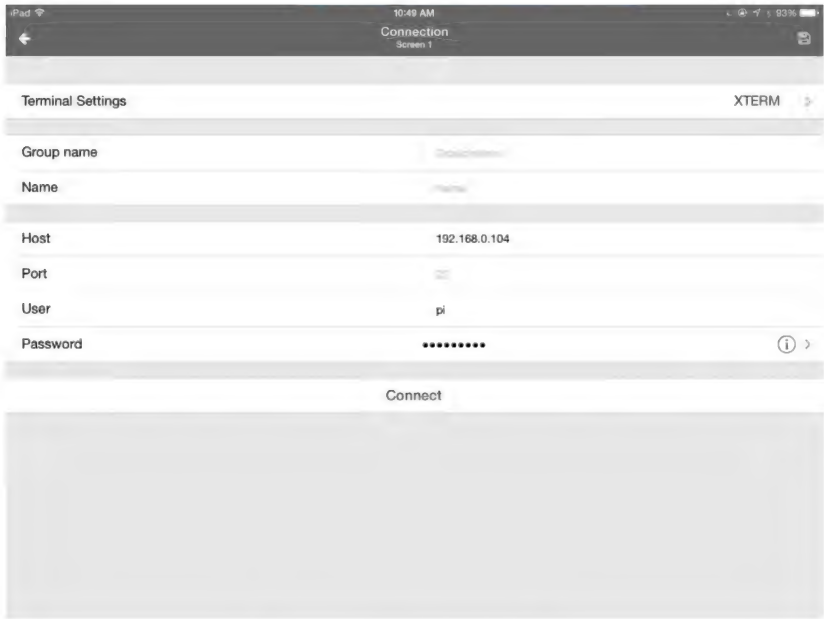 iPad 10:49 AM 93%
Connection
Screen 1
Terminal Settings XTERM
Group name
Name
Host 192.168.0.104
Port
User pi
Password •••••••••
Connect